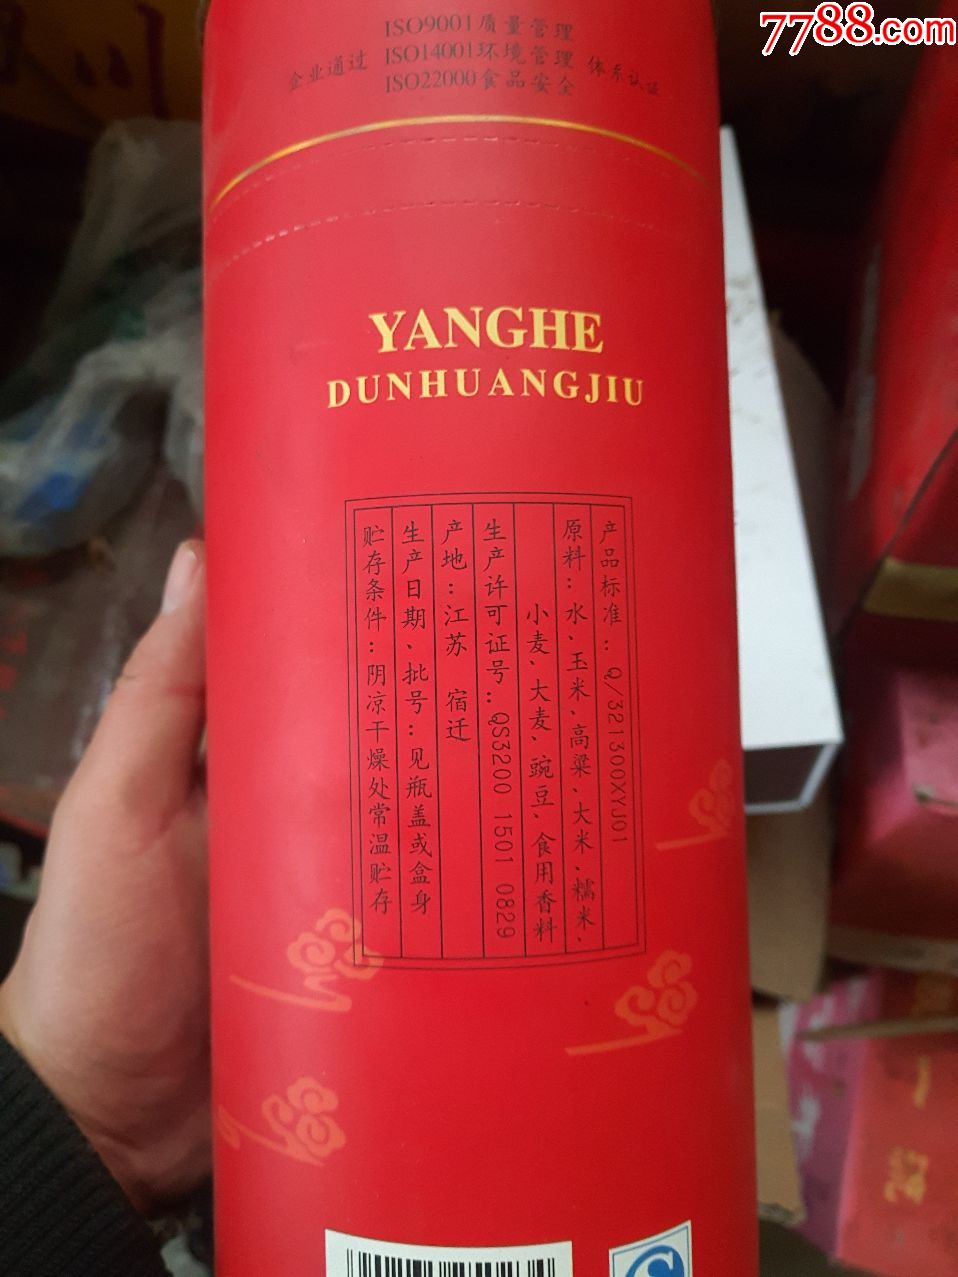 7788.com
企业通过
ISO9001质量管理
ISO14001环境管理
ISO22000食品安全
体系认证
YANGHE
DUNHUANGJIU
产品标准：Q/321300XYJ01
原料：水、玉米、高粱、大米、糯米、
小麦、大麦、豌豆、食用香料
生产许可证号：QS3200 1501 0829
产地：江苏 宿迁
生产日期、批号：见瓶盖或盒身
贮存条件：阴凉干燥处常温贮存
川